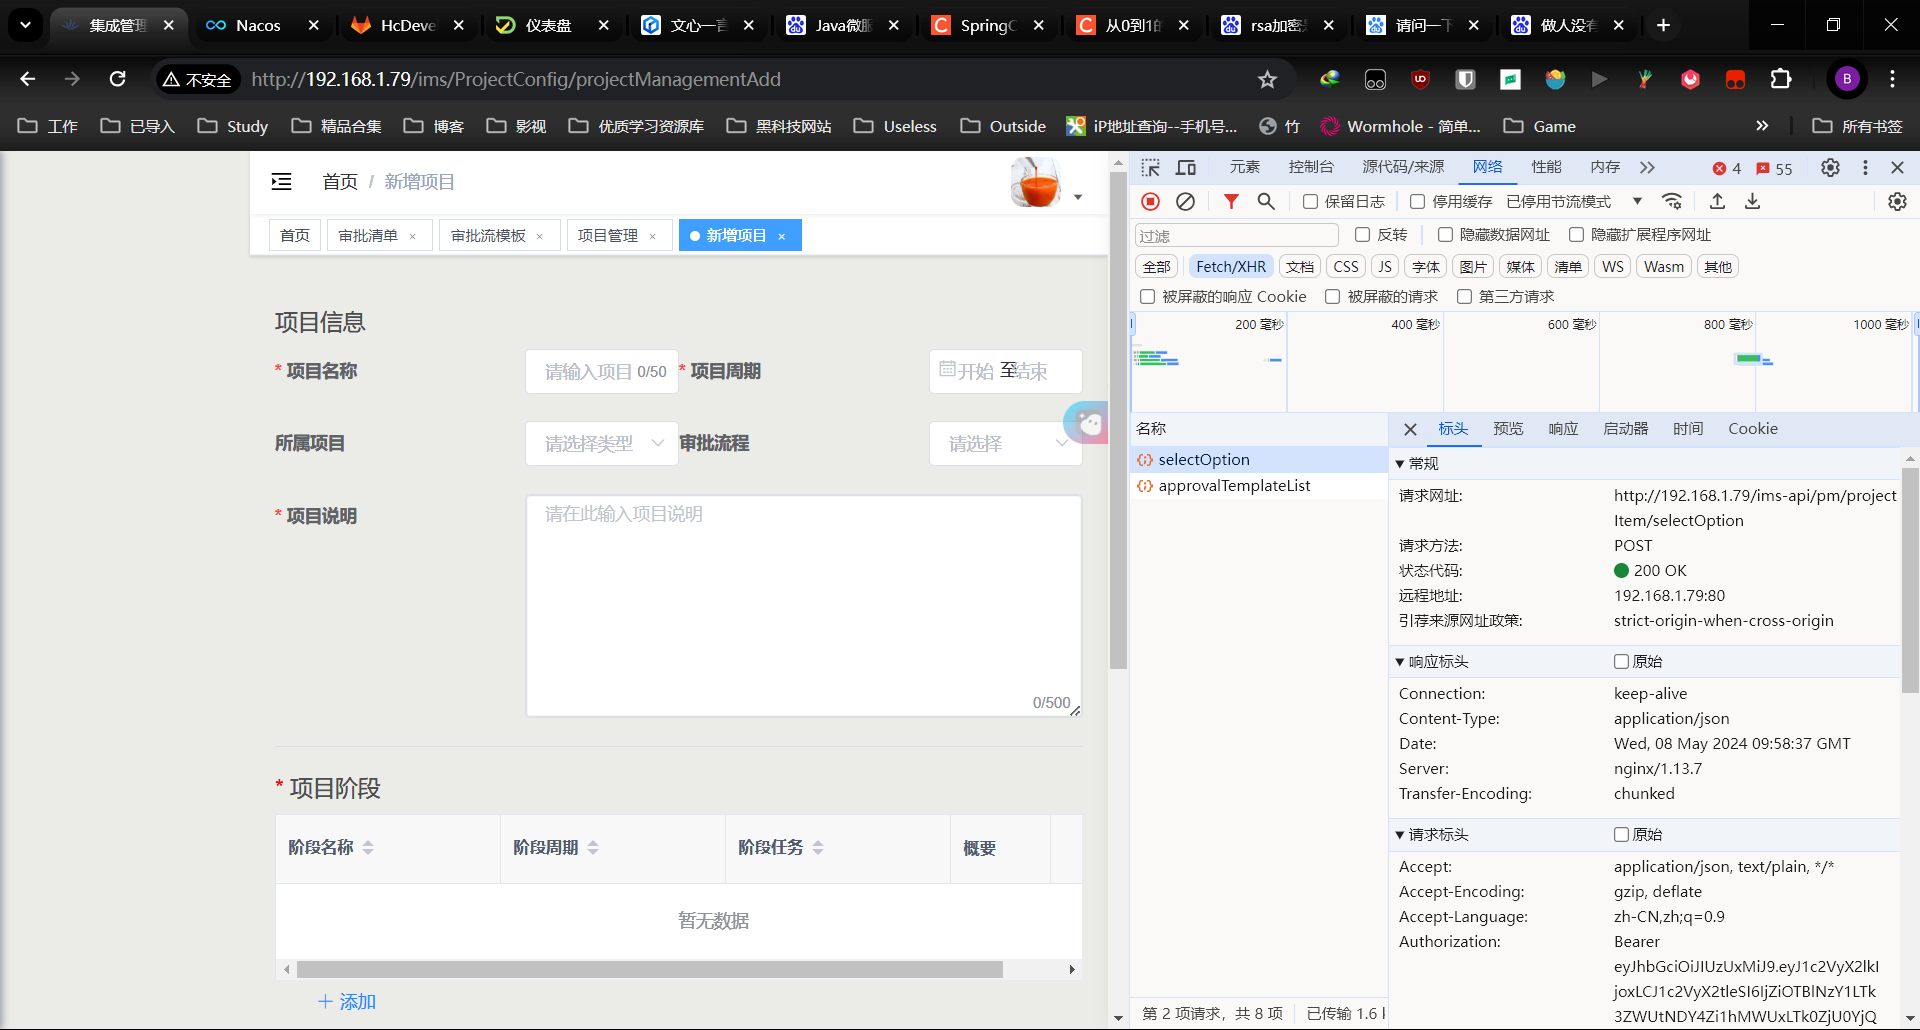 集成管理
Nacos
HcDeve
仪表盘
文心一言
Java微服
SpringC
从0到1的
rsa加密
请问一下
做人没有
不安全
http://192.168.1.79/ims/ProjectConfig/projectManagementAdd
B
工作
已导入
Study
精品合集
博客
影视
优质学习资源库
黑科技网站
Useless
Outside
iP地址查询--手机号...
竹
Wormhole - 简单...
Game
所有书签
首页 / 新增项目
首页
审批清单 ×
审批流模板 ×
项目管理 ×
新增项目 ×
项目信息
* 项目名称
请输入项目 0/50
* 项目周期
开始 至 结束
所属项目
请选择类型
审批流程
请选择
* 项目说明
请在此输入项目说明
0/500
* 项目阶段
阶段名称
阶段周期
阶段任务
概要
暂无数据
添加
元素
控制台
源代码/来源
网络
性能
内存
4
55
保留日志
停用缓存
已停用节流模式
过滤
反转
隐藏数据网址
隐藏扩展程序网址
全部
Fetch/XHR
文档
CSS
JS
字体
图片
媒体
清单
WS
Wasm
其他
被屏蔽的响应 Cookie
被屏蔽的请求
第三方请求
200 毫秒
400 毫秒
600 毫秒
800 毫秒
1000 毫秒
名称
selectOption
approvalTemplateList
标头
预览
响应
启动器
时间
Cookie
常规
请求网址:
http://192.168.1.79/ims-api/pm/project
Item/selectOption
请求方法:
POST
状态代码:
200 OK
远程地址:
192.168.1.79:80
引荐来源网址政策:
strict-origin-when-cross-origin
响应标头
原始
Connection:
keep-alive
Content-Type:
application/json
Date:
Wed, 08 May 2024 09:58:37 GMT
Server:
nginx/1.13.7
Transfer-Encoding:
chunked
请求标头
原始
Accept:
application/json, text/plain, */*
Accept-Encoding:
gzip, deflate
Accept-Language:
zh-CN,zh;q=0.9
Authorization:
Bearer
eyJhbGciOiJIUzUxMiJ9.eyJ1c2VyX2lkI
joxLCJ1c2VyX2tleSI6IjZiOTBlNzY1LTk
3ZWUtNDY4Zi1hMWUxLTk0ZjU0YjQ
第 2 项请求，共 8 项
已传输 1.6